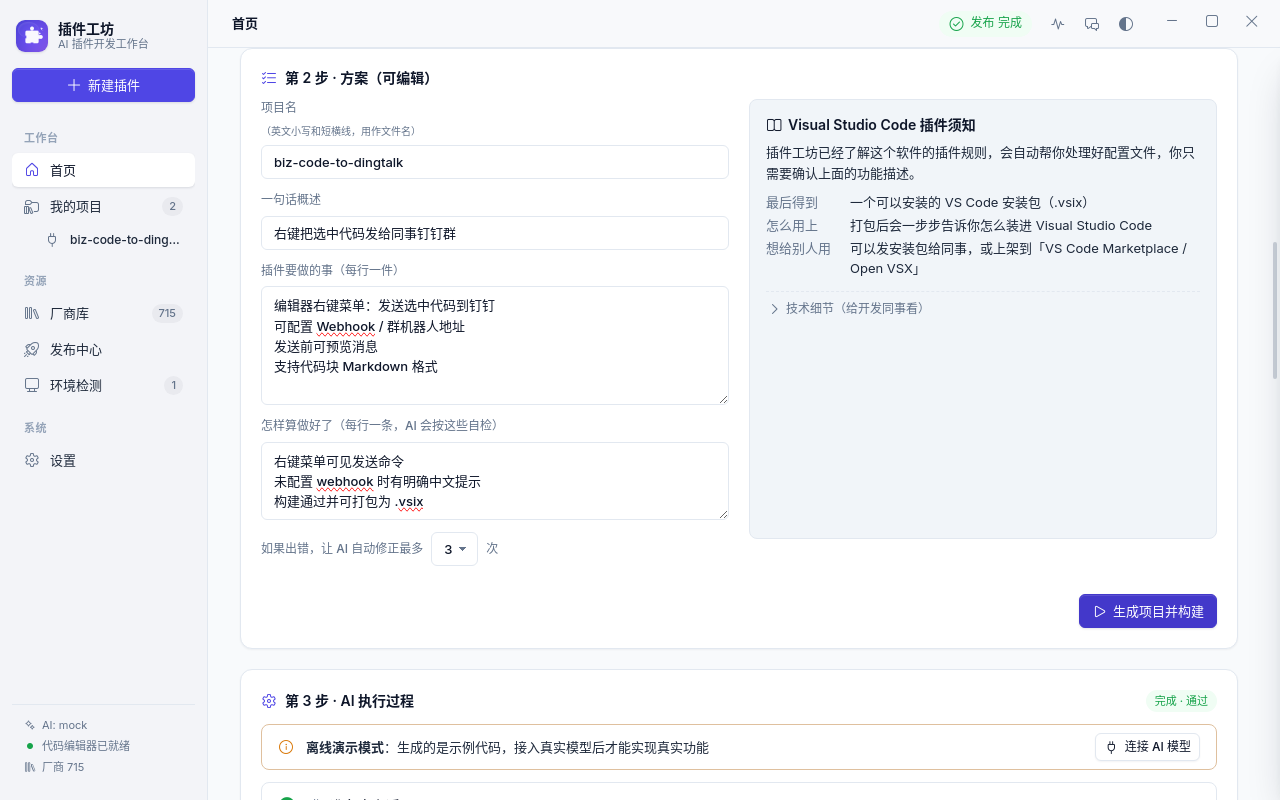 插件工坊
AI 插件开发工作台
新建插件
工作台
首页
我的项目 2
biz-code-to-ding...
资源
厂商库 715
发布中心
环境检测 1
系统
设置
AI: mock
代码编辑器已就绪
厂商 715
首页
发布 完成
第 2 步 · 方案（可编辑）
项目名
（英文小写和短横线，用作文件名）
biz-code-to-dingtalk
一句话概述
右键把选中代码发给同事钉钉群
插件要做的事（每行一件）
编辑器右键菜单：发送选中代码到钉钉
可配置 Webhook / 群机器人地址
发送前可预览消息
支持代码块 Markdown 格式
怎样算做好了（每行一条，AI 会按这些自检）
右键菜单可见发送命令
未配置 webhook 时有明确中文提示
构建通过并可打包为 .vsix
如果出错，让 AI 自动修正最多 3 次
Visual Studio Code 插件须知
插件工坊已经了解这个软件的插件规则，会自动帮你处理好配置文件，你只
需要确认上面的功能描述。
最后得到 一个可以安装的 VS Code 安装包（.vsix）
怎么用上 打包后会一步步告诉你怎么装进 Visual Studio Code
想给别人用 可以发安装包给同事，或上架到「VS Code Marketplace /
Open VSX」
技术细节（给开发同事看）
生成项目并构建
第 3 步 · AI 执行过程
完成 · 通过
离线演示模式：生成的是示例代码，接入真实模型后才能实现真实功能
连接 AI 模型